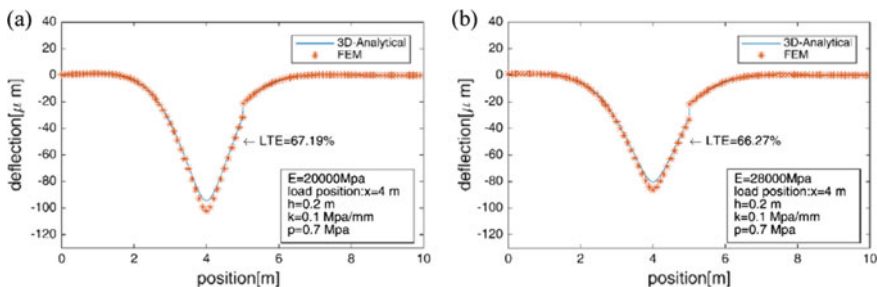 (a)
40
20
0
-20
-40
-60
-80
-100
-120
deflection[μ m]
3D-Analytical
FEM
← LTE=67.19%
E=20000Mpa
load position:x=4 m
h=0.2 m
k=0.1 Mpa/mm
p=0.7 Mpa
0 2 4 6 8 10
position[m]
(b)
40
20
0
-20
-40
-60
-80
-100
-120
deflection[μ m]
3D-Analytical
FEM
← LTE=66.27%
E=28000Mpa
load position:x=4 m
h=0.2 m
k=0.1 Mpa/mm
p=0.7 Mpa
0 2 4 6 8 10
position[m]